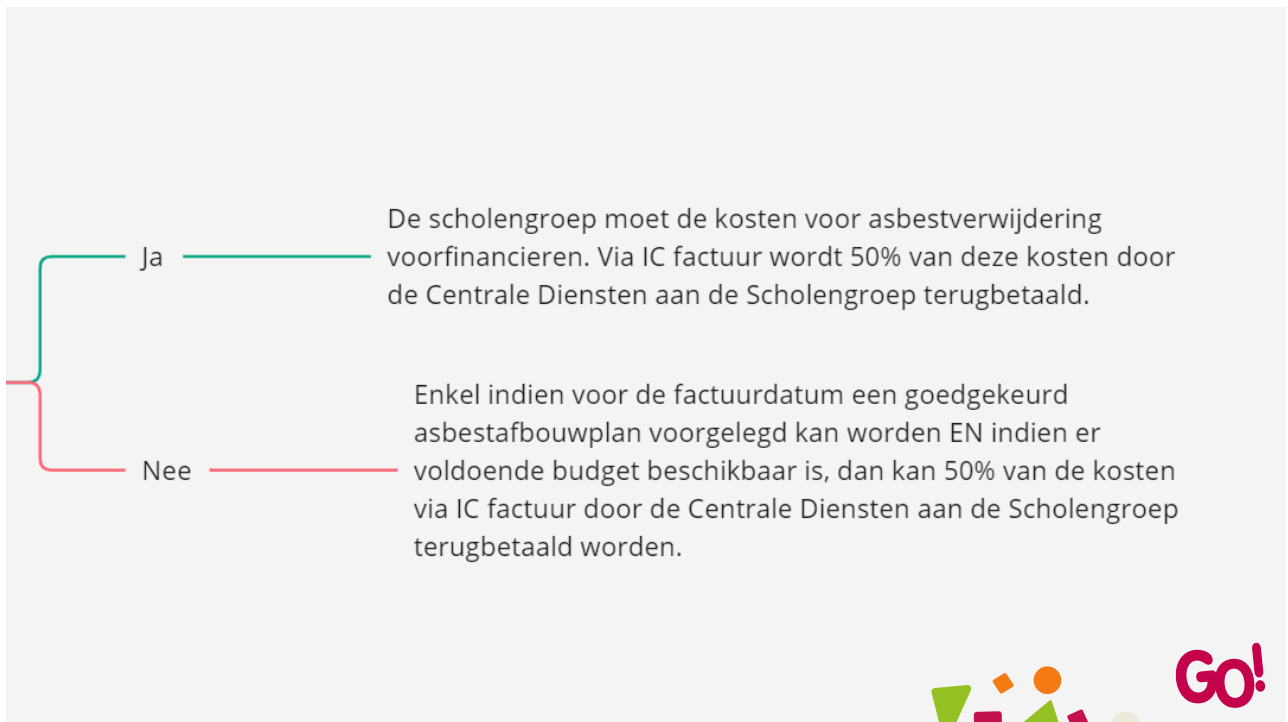 Ja
De scholengroep moet de kosten voor asbestverwijdering
voorfinancieren. Via IC factuur wordt 50% van deze kosten door
de Centrale Diensten aan de Scholengroep terugbetaald.
Nee
Enkel indien voor de factuurdatum een goedgekeurd
asbestafbouwplan voorgelegd kan worden EN indien er
voldoende budget beschikbaar is, dan kan 50% van de kosten
via IC factuur door de Centrale Diensten aan de Scholengroep
terugbetaald worden.
GO!